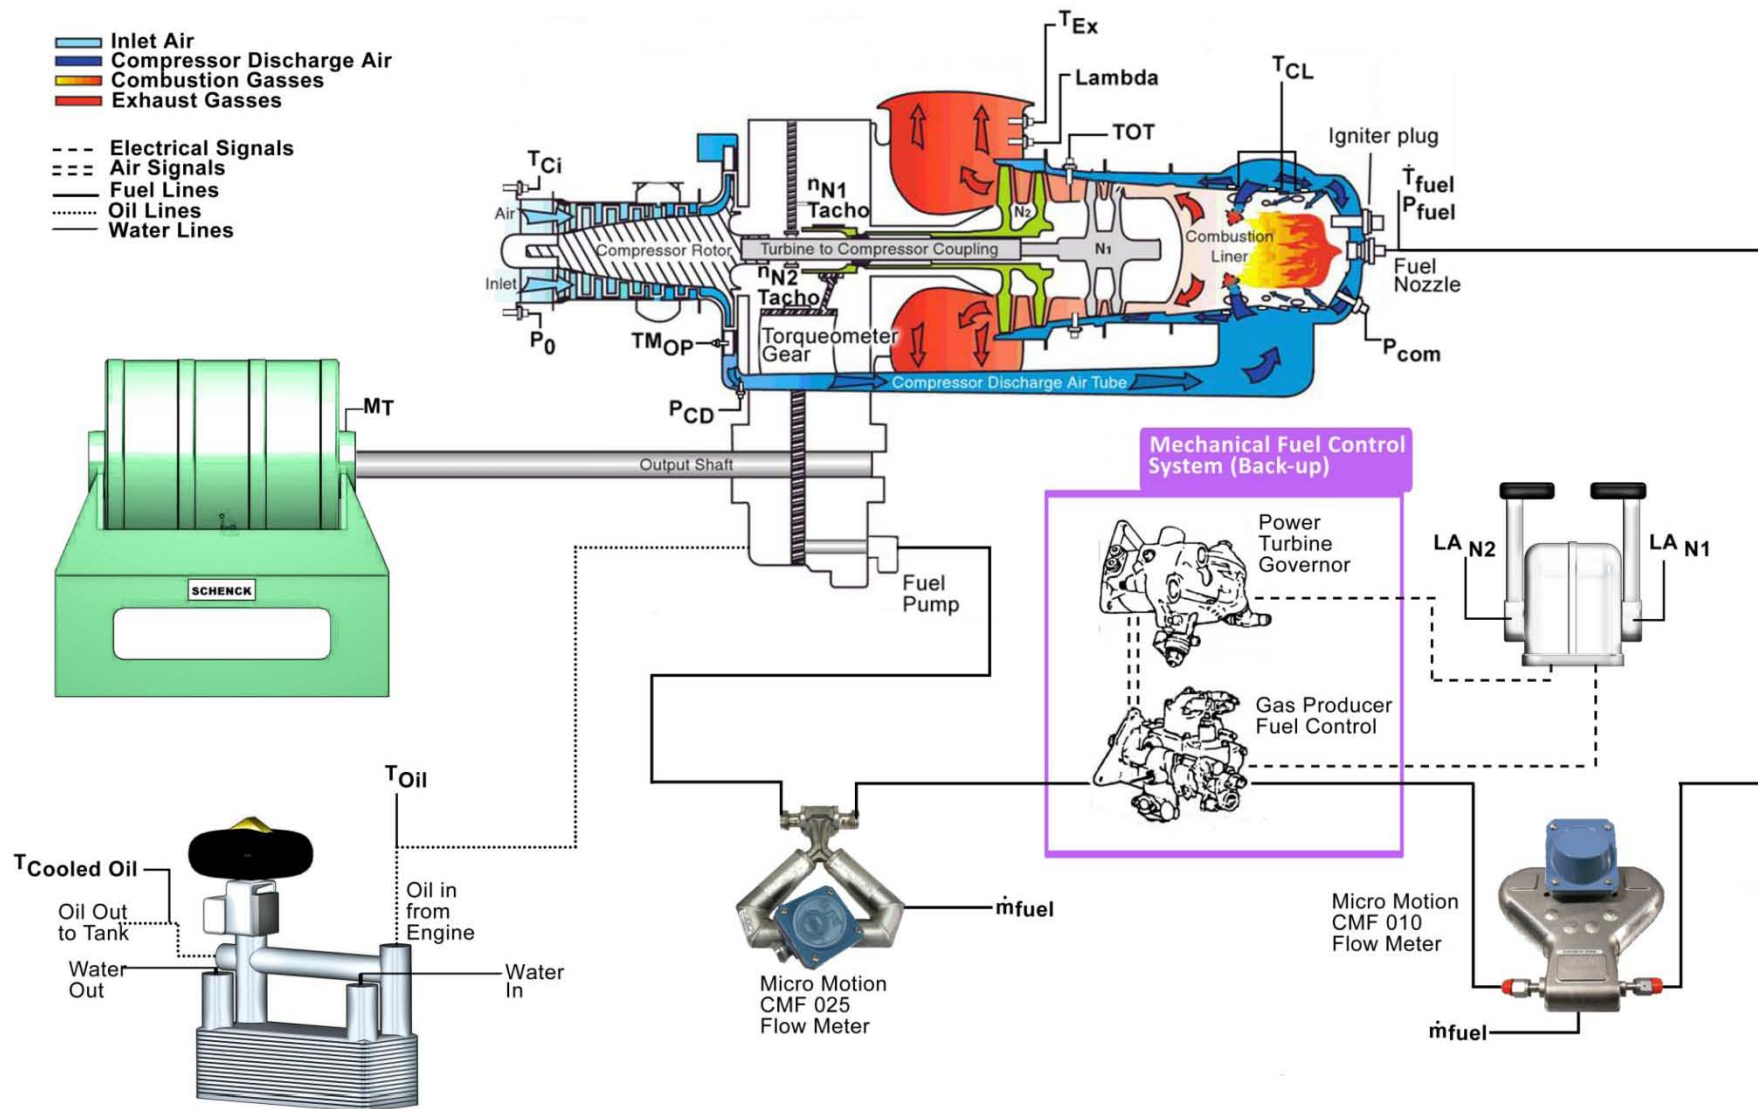 Inlet Air
Compressor Discharge Air
Combustion Gasses
Exhaust Gasses
Electrical Signals
Air Signals
Fuel Lines
Oil Lines
Water Lines
TEx
Lambda
TOT
TCL
Igniter plug
Ṫfuel
Pfuel
TCi
Air
Inlet
P0
Compressor Rotor
Turbine to Compressor Coupling
nN1
Tacho
nN2
Tacho
N2
N1
Combustion
Liner
Fuel
Nozzle
Pcom
TMOP
Torqueometer
Gear
Compressor Discharge Air Tube
PCD
MT
Output Shaft
SCHENCK
Fuel
Pump
Mechanical Fuel Control
System (Back-up)
Power
Turbine
Governor
Gas Producer
Fuel Control
LA N2
LA N1
TOil
TCooled Oil
Oil Out
to Tank
Oil in
from
Engine
Water
Out
Water
In
ṁfuel
Micro Motion
CMF 025
Flow Meter
Micro Motion
CMF 010
Flow Meter
ṁfuel